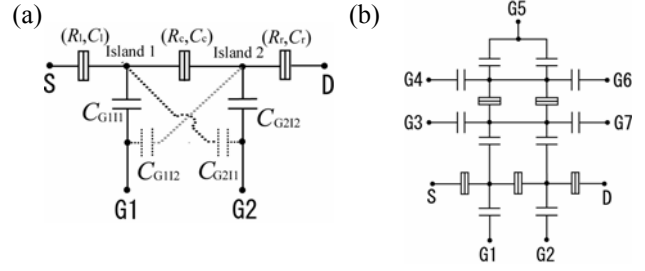 (a)
(Rl,Cl)
(Rc,Cc)
(Rr,Cr)
Island 1
Island 2
S
D
CG1I1
CG2I2
CG1I2
CG2I1
G1
G2
(b)
G5
G4
G6
G3
G7
S
D
G1
G2